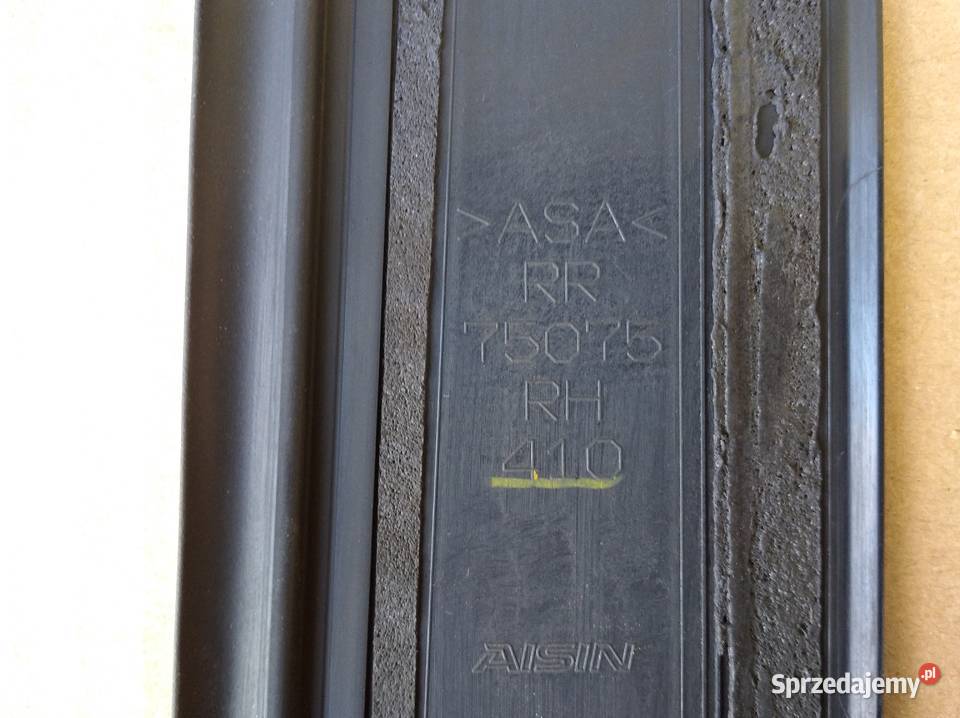 >ASA<
RR
75075
RH
410
AISIN
Sprzedajemy.pl